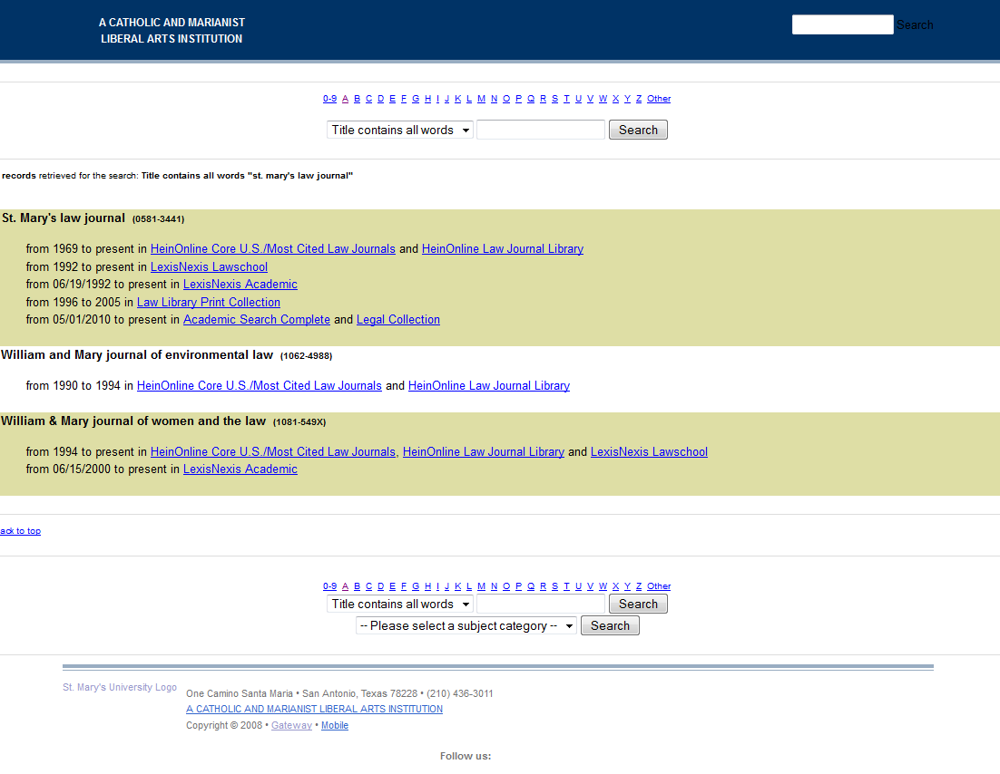 A CATHOLIC AND MARIANIST
LIBERAL ARTS INSTITUTION
Search
0-9 A B C D E F G H I J K L M N O P Q R S T U V W X Y Z Other
Title contains all words Search
records retrieved for the search: Title contains all words "st. mary's law journal"
St. Mary's law journal (0581-3441)
from 1969 to present in HeinOnline Core U.S./Most Cited Law Journals and HeinOnline Law Journal Library
from 1992 to present in LexisNexis Lawschool
from 06/19/1992 to present in LexisNexis Academic
from 1996 to 2005 in Law Library Print Collection
from 05/01/2010 to present in Academic Search Complete and Legal Collection
William and Mary journal of environmental law (1062-4988)
from 1990 to 1994 in HeinOnline Core U.S./Most Cited Law Journals and HeinOnline Law Journal Library
William & Mary journal of women and the law (1081-549X)
from 1994 to present in HeinOnline Core U.S./Most Cited Law Journals, HeinOnline Law Journal Library and LexisNexis Lawschool
from 06/15/2000 to present in LexisNexis Academic
ack to top
0-9 A B C D E F G H I J K L M N O P Q R S T U V W X Y Z Other
Title contains all words Search
-- Please select a subject category -- Search
St. Mary's University Logo
One Camino Santa Maria • San Antonio, Texas 78228 • (210) 436-3011
A CATHOLIC AND MARIANIST LIBERAL ARTS INSTITUTION
Copyright © 2008 • Gateway • Mobile
Follow us: